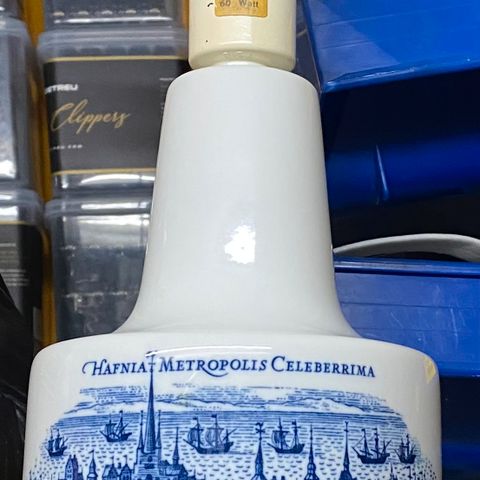 60 Watt
Clippers
HAFNIA METROPOLIS CELEBERRIMA